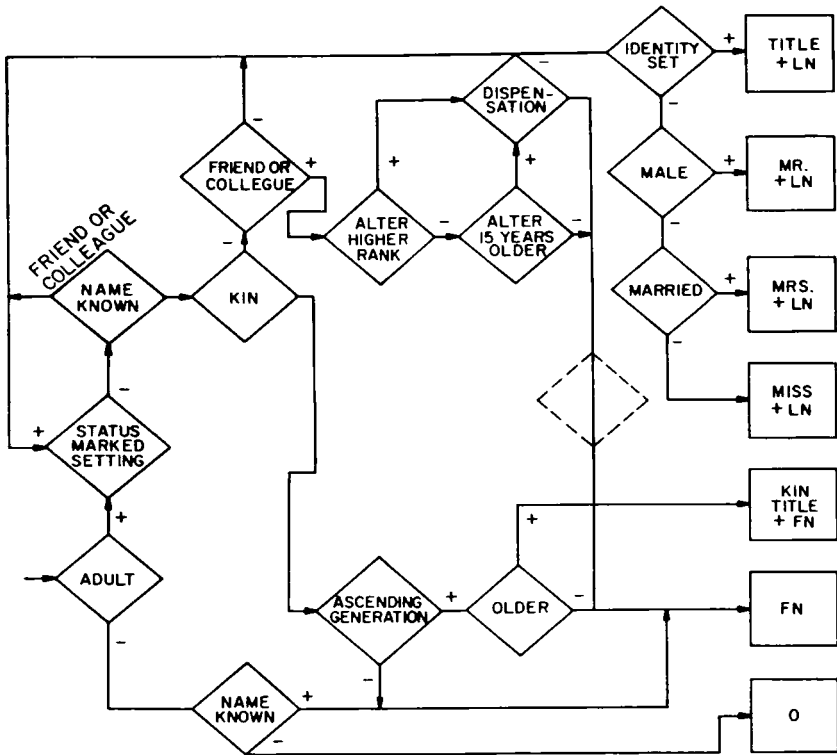 IDENTITY
SET
+
TITLE
+ LN
−
DISPEN-
SATION
−
−
FRIEND OR
COLLEGUE
+
+
+
MALE
+
MR.
+ LN
−
ALTER
HIGHER
RANK
−
ALTER
15 YEARS
OLDER
−
−
FRIEND OR
COLLEAGUE
NAME
KNOWN
KIN
MARRIED
+
MRS.
+ LN
−
−
+
STATUS
MARKED
SETTING
MISS
+ LN
+
KIN
TITLE
+ FN
+
ADULT
ASCENDING
GENERATION
+
OLDER
−
FN
−
−
NAME
KNOWN
+
−
O